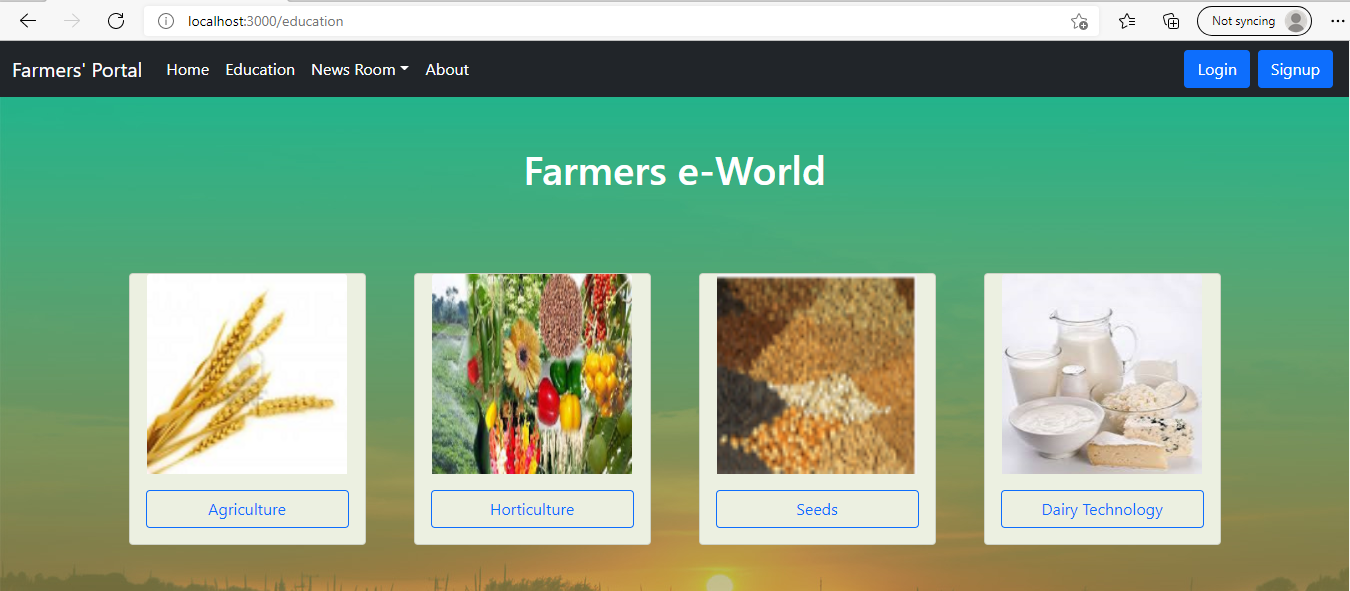 localhost:3000/education
Not syncing
Farmers' Portal Home Education News Room About Login Signup
Farmers e-World
Agriculture Horticulture Seeds Dairy Technology